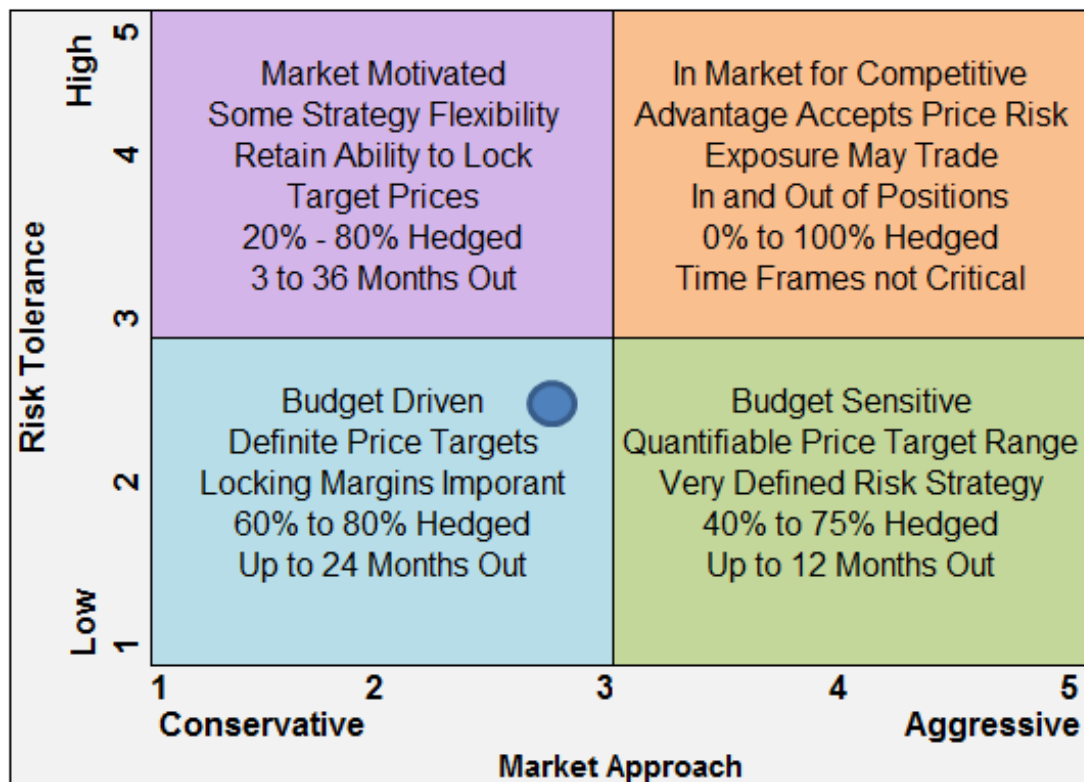 High
Low
Risk Tolerance
5
4
3
2
1
Market Motivated
Some Strategy Flexibility
Retain Ability to Lock
Target Prices
20% - 80% Hedged
3 to 36 Months Out
In Market for Competitive
Advantage Accepts Price Risk
Exposure May Trade
In and Out of Positions
0% to 100% Hedged
Time Frames not Critical
Budget Driven
Definite Price Targets
Locking Margins Imporant
60% to 80% Hedged
Up to 24 Months Out
Budget Sensitive
Quantifiable Price Target Range
Very Defined Risk Strategy
40% to 75% Hedged
Up to 12 Months Out
1 2 3 4 5
Conservative Aggressive
Market Approach